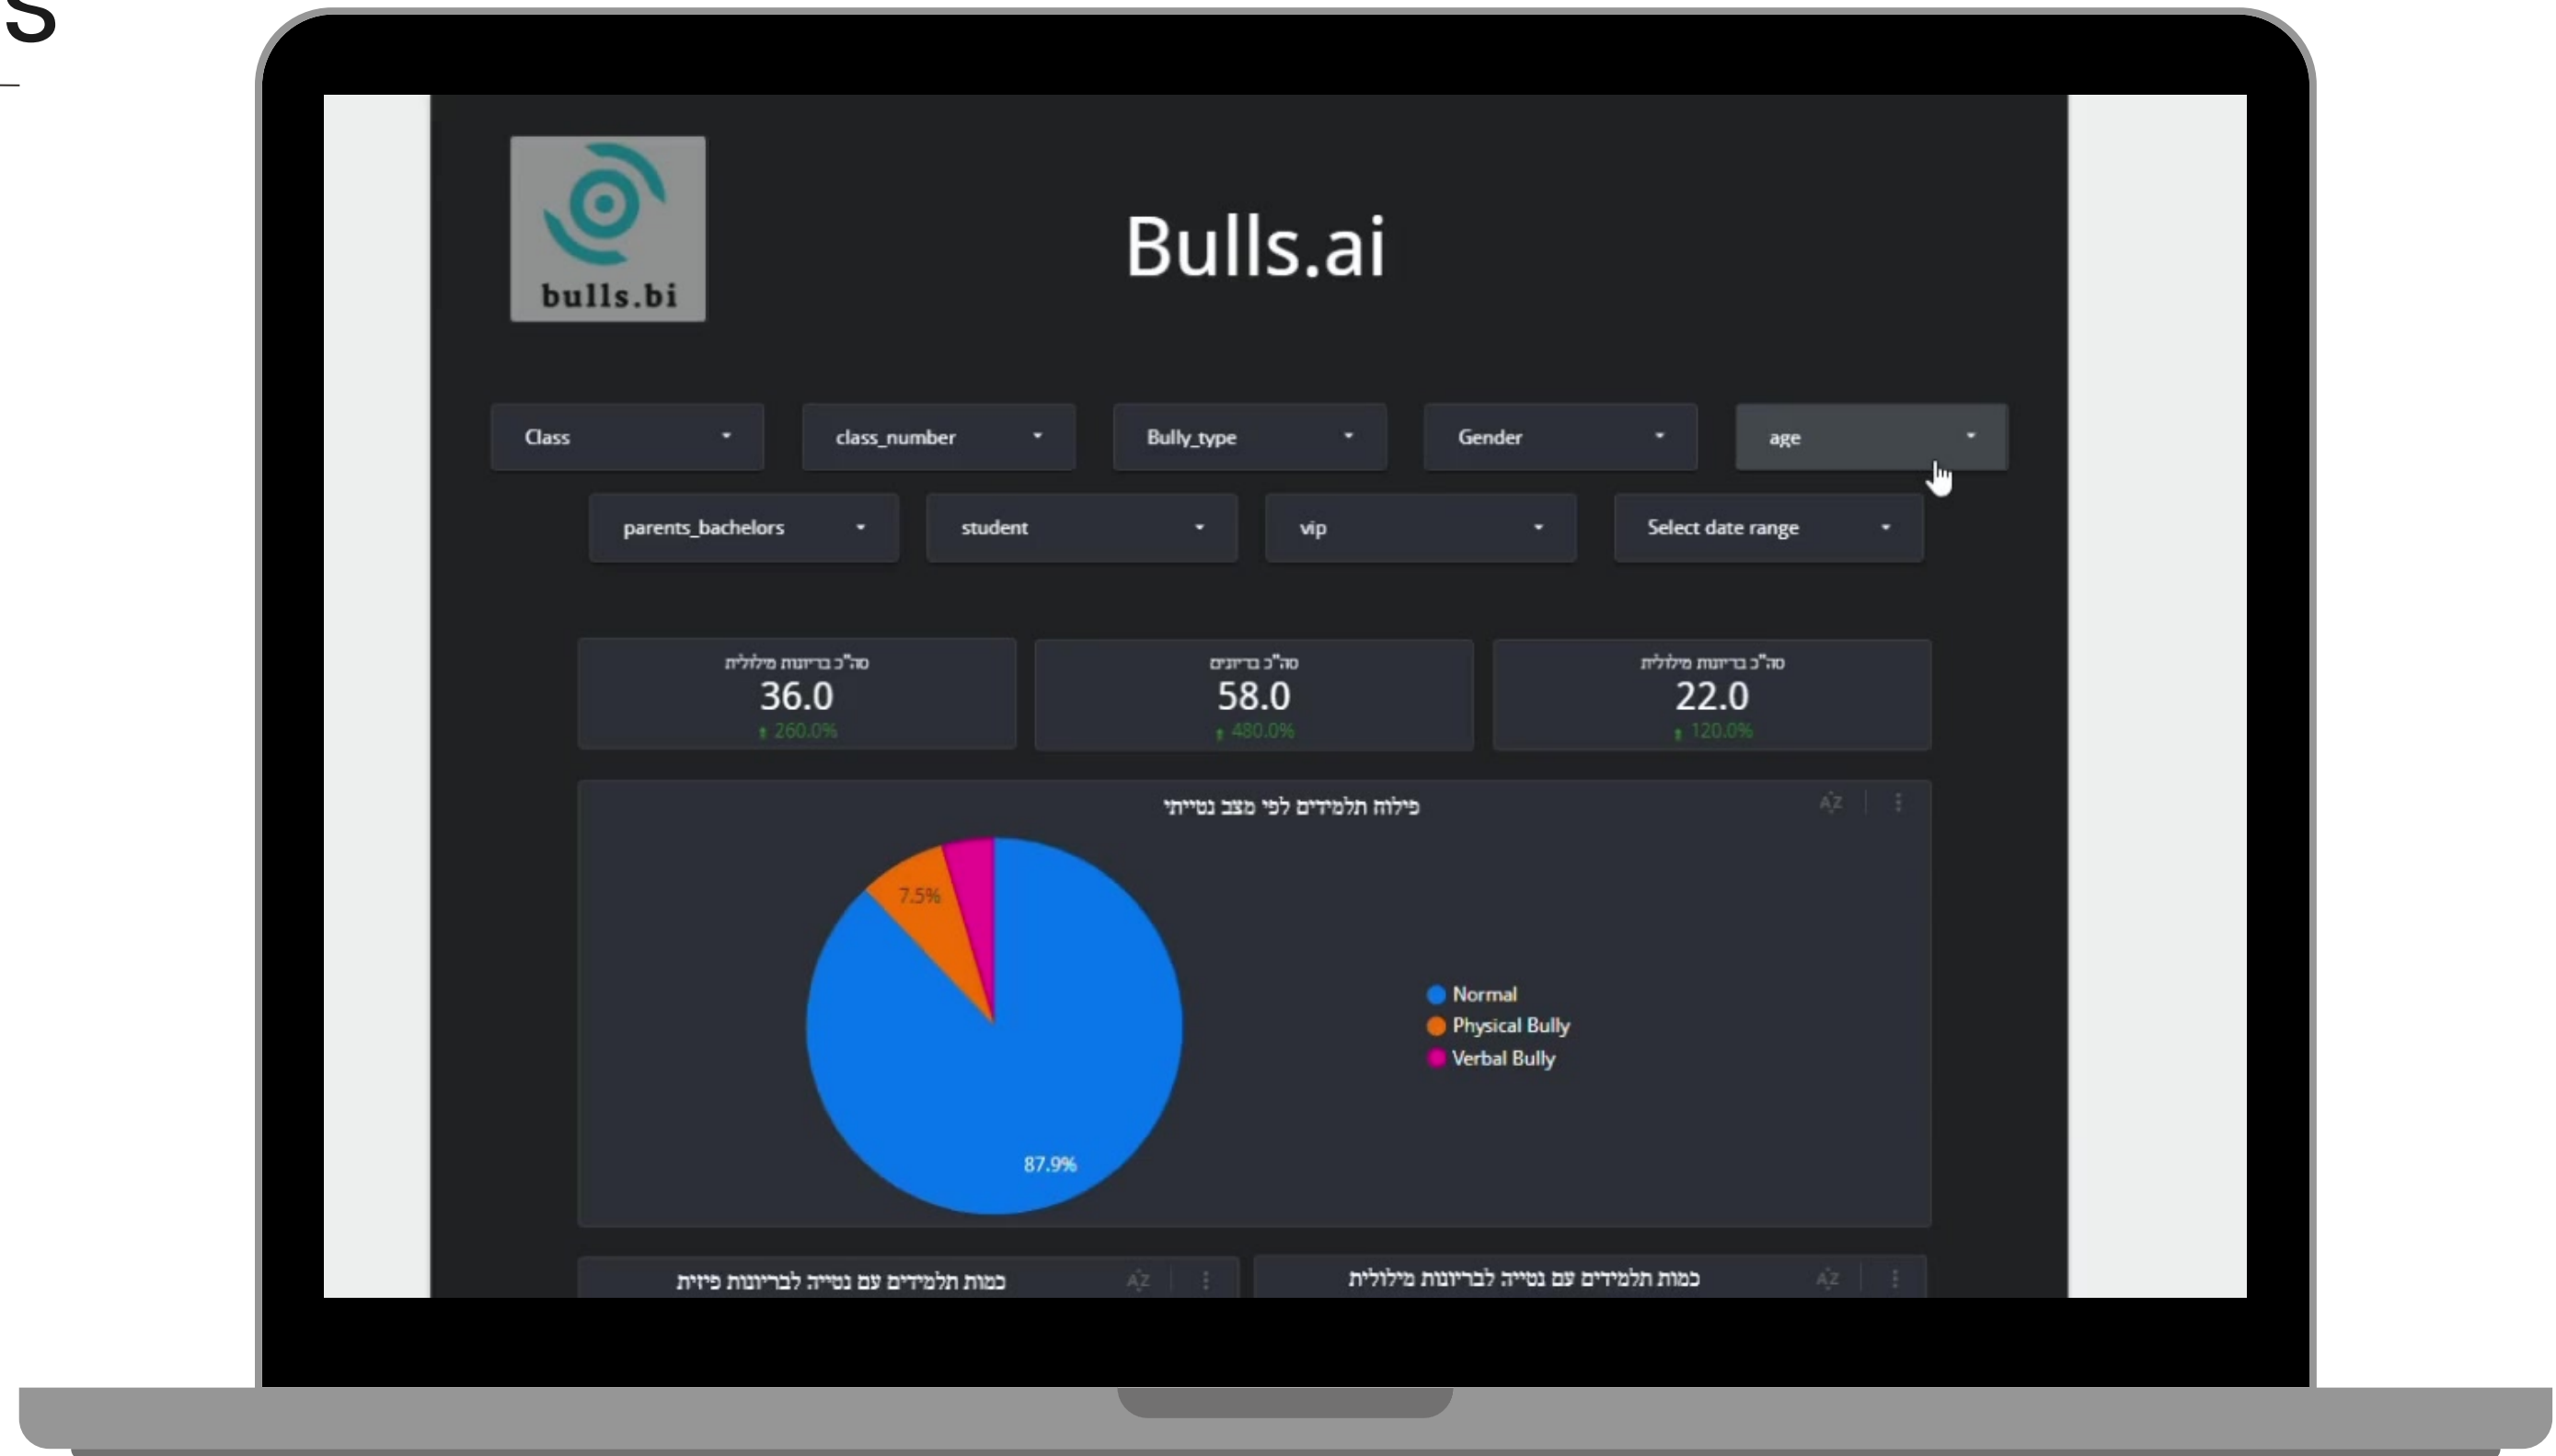 s
bulls.bi
Bulls.ai
Class
class_number
Bully_type
Gender
age
parents_bachelors
student
vip
Select date range
סה"כ בריונות מילולית
36.0
260.0%
סה"כ בריונים
58.0
480.0%
סה"כ בריונות מילולית
22.0
120.0%
פילוח תלמידים לפי מצב נטייתי
AZ
7.5%
87.9%
Normal
Physical Bully
Verbal Bully
כמות תלמידים עם נטייה לבריונות פיזית
AZ
כמות תלמידים עם נטייה לבריונות מילולית
AZ